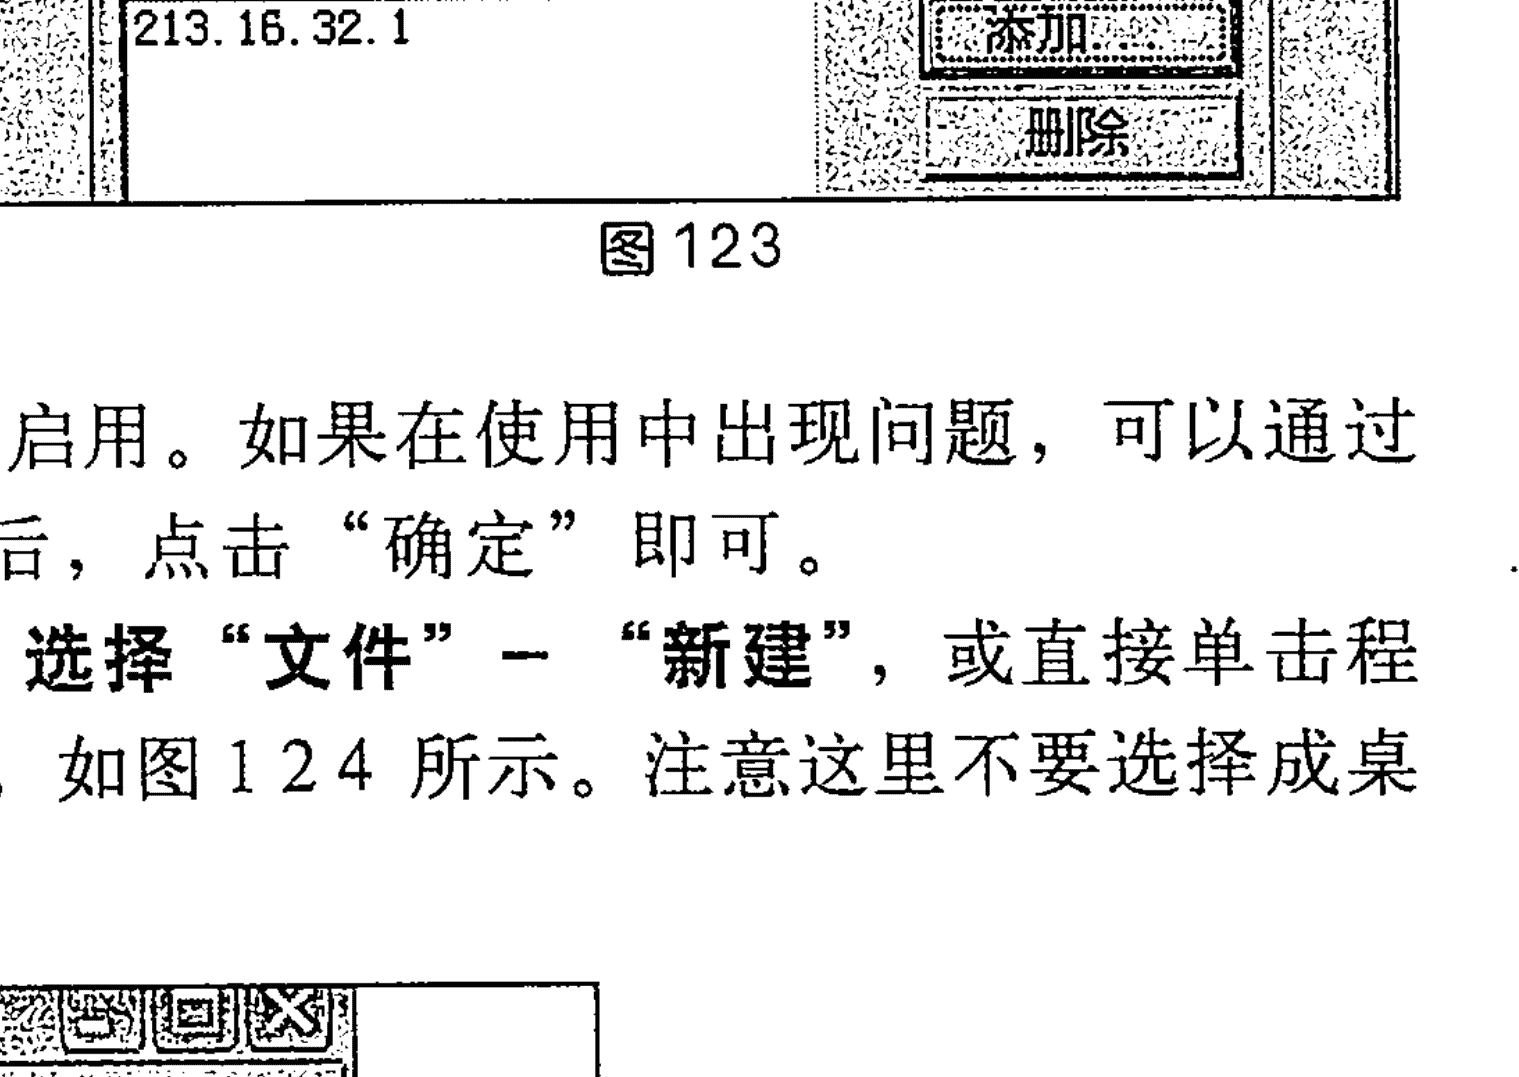 213.16.32.1
添加...
删除
图123
启用。如果在使用中出现问题，可以通过
后，点击“确定”即可。
选择“文件”－“新建”，或直接单击程
，如图124 所示。注意这里不要选择成桌